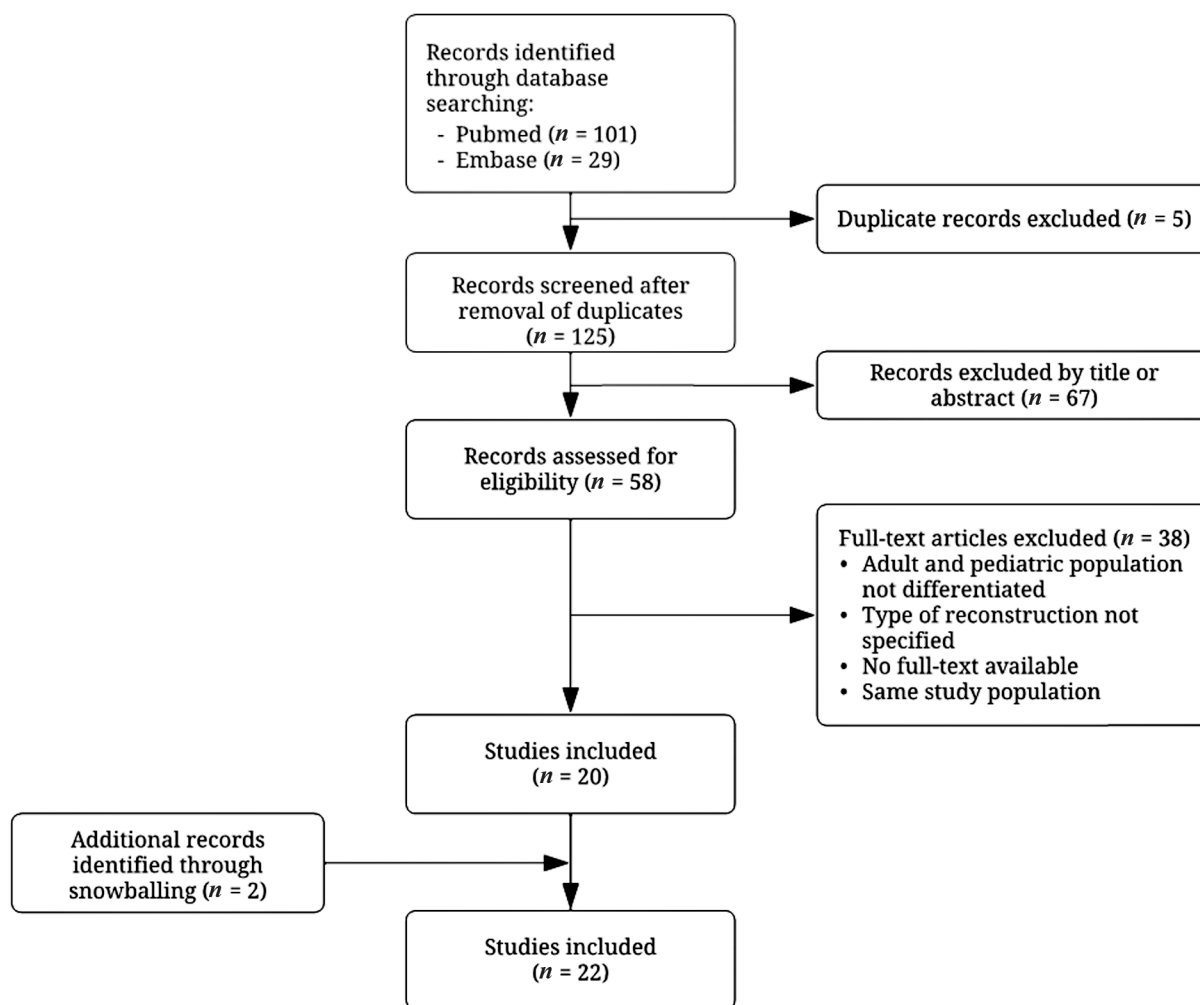 Records identified
through database
searching:
- Pubmed (n = 101)
- Embase (n = 29)
Duplicate records excluded (n = 5)
Records screened after
removal of duplicates
(n = 125)
Records excluded by title or
abstract (n = 67)
Records assessed for
eligibility (n = 58)
Full-text articles excluded (n = 38)
• Adult and pediatric population
not differentiated
• Type of reconstruction not
specified
• No full-text available
• Same study population
Studies included
(n = 20)
Additional records
identified through
snowballing (n = 2)
Studies included
(n = 22)